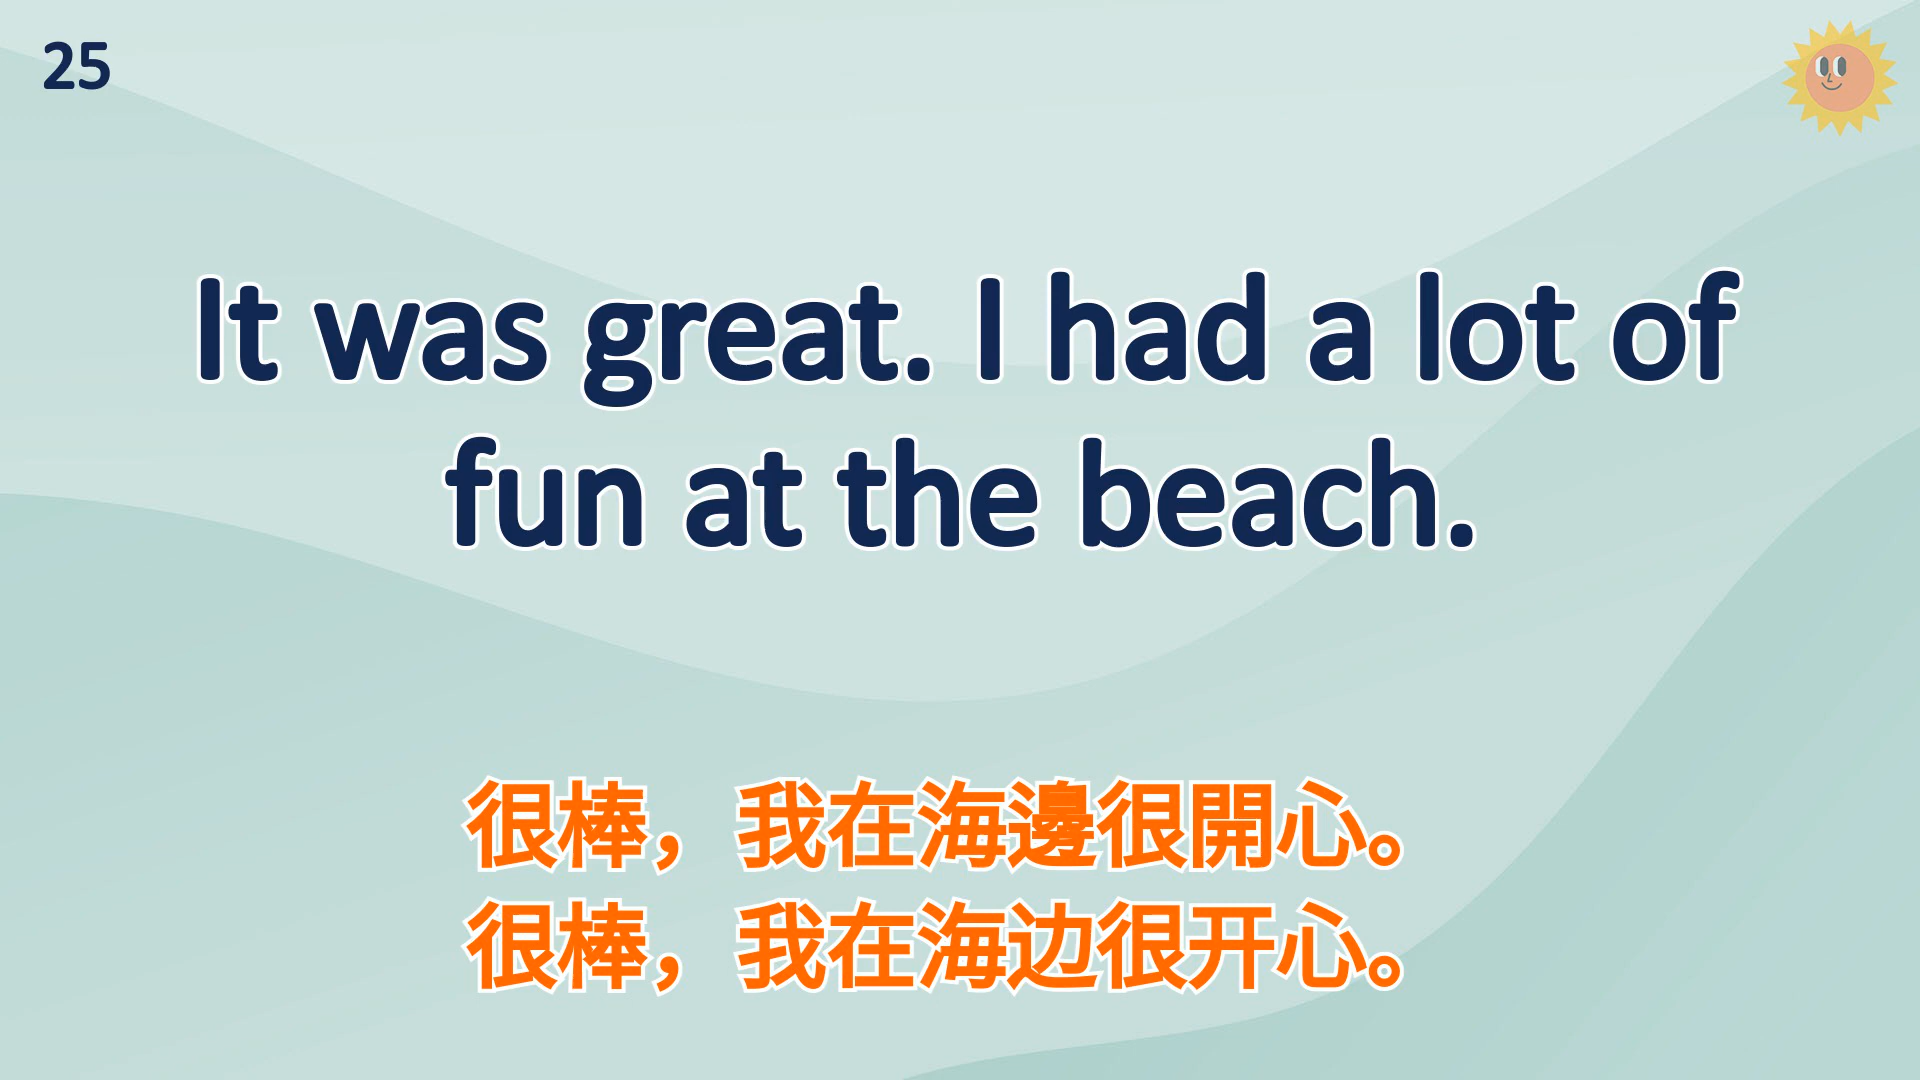 25
It was great. I had a lot of
fun at the beach.
很棒，我在海邊很開心。
很棒，我在海边很开心。